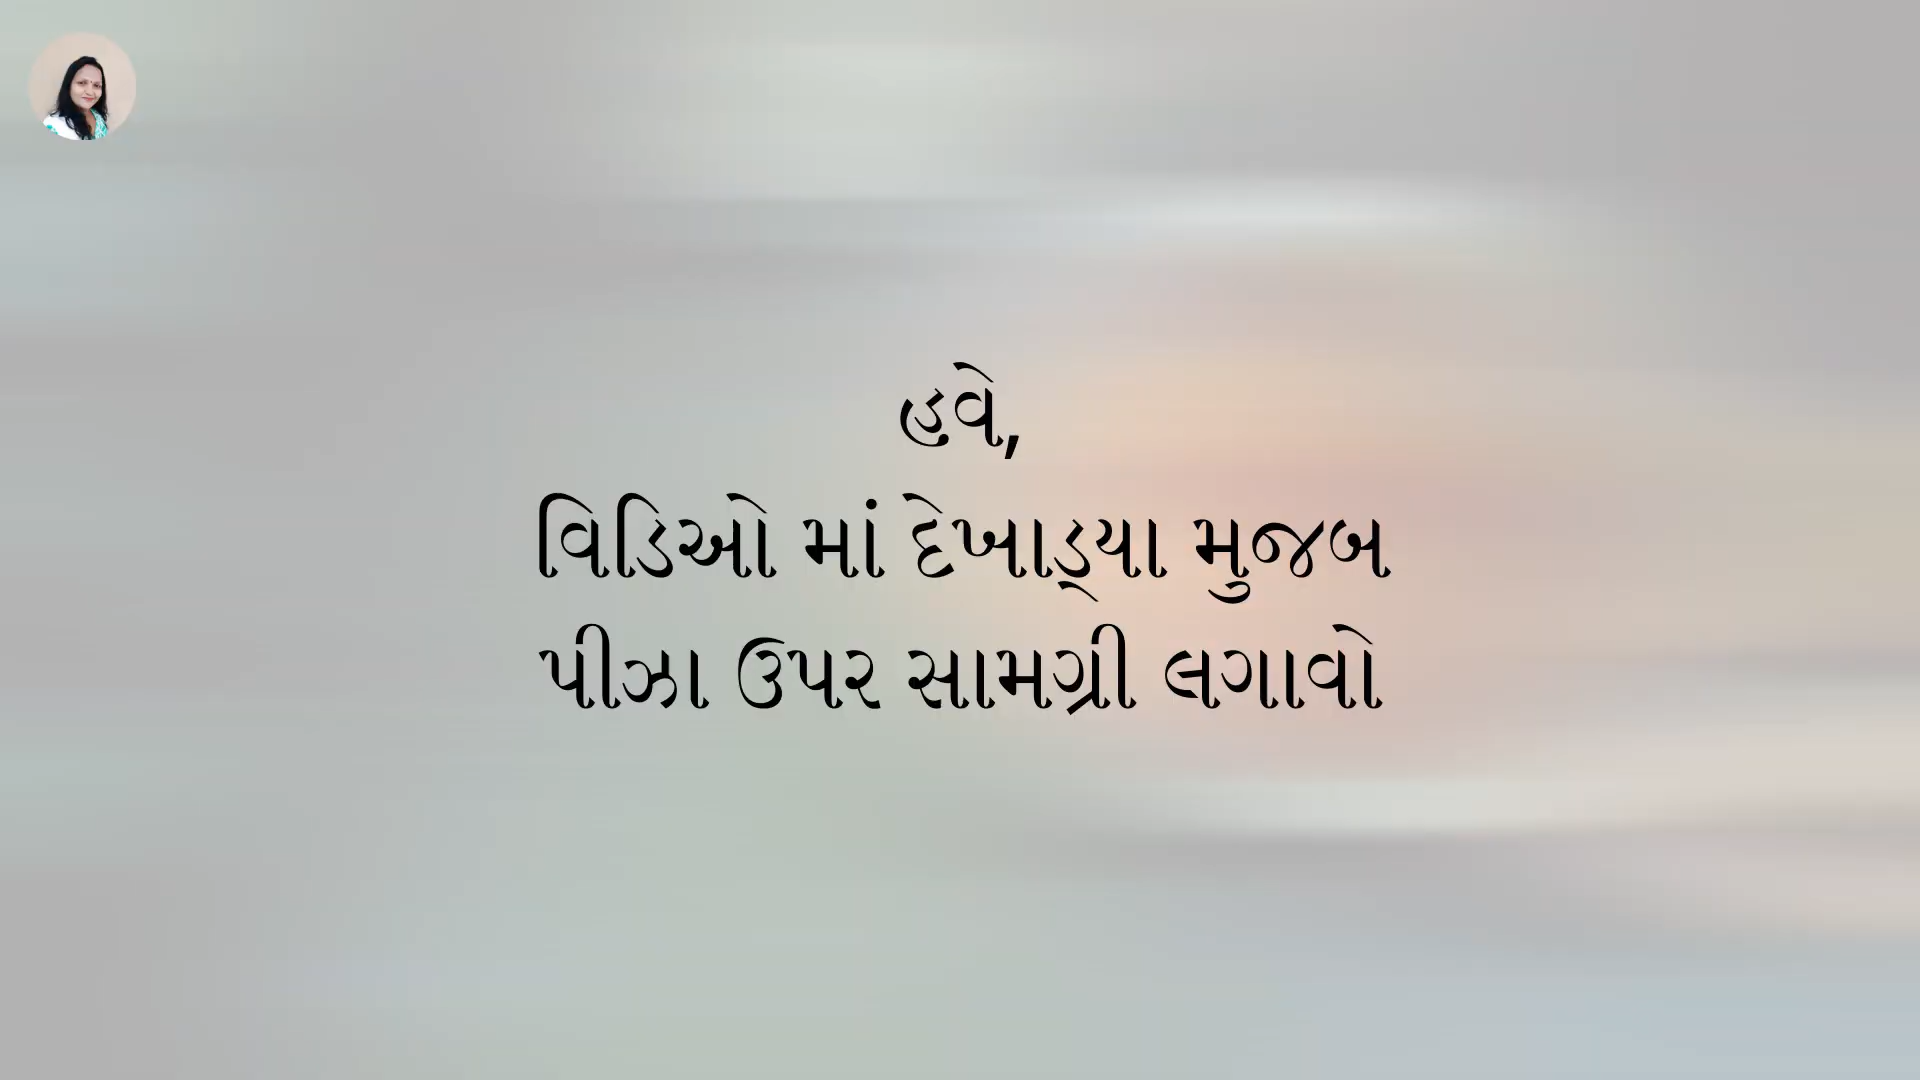 હવે,
વિડિઓ માં દેખાડ્યા મુજબ
પીઝા ઉપર સામગ્રી લગાવો